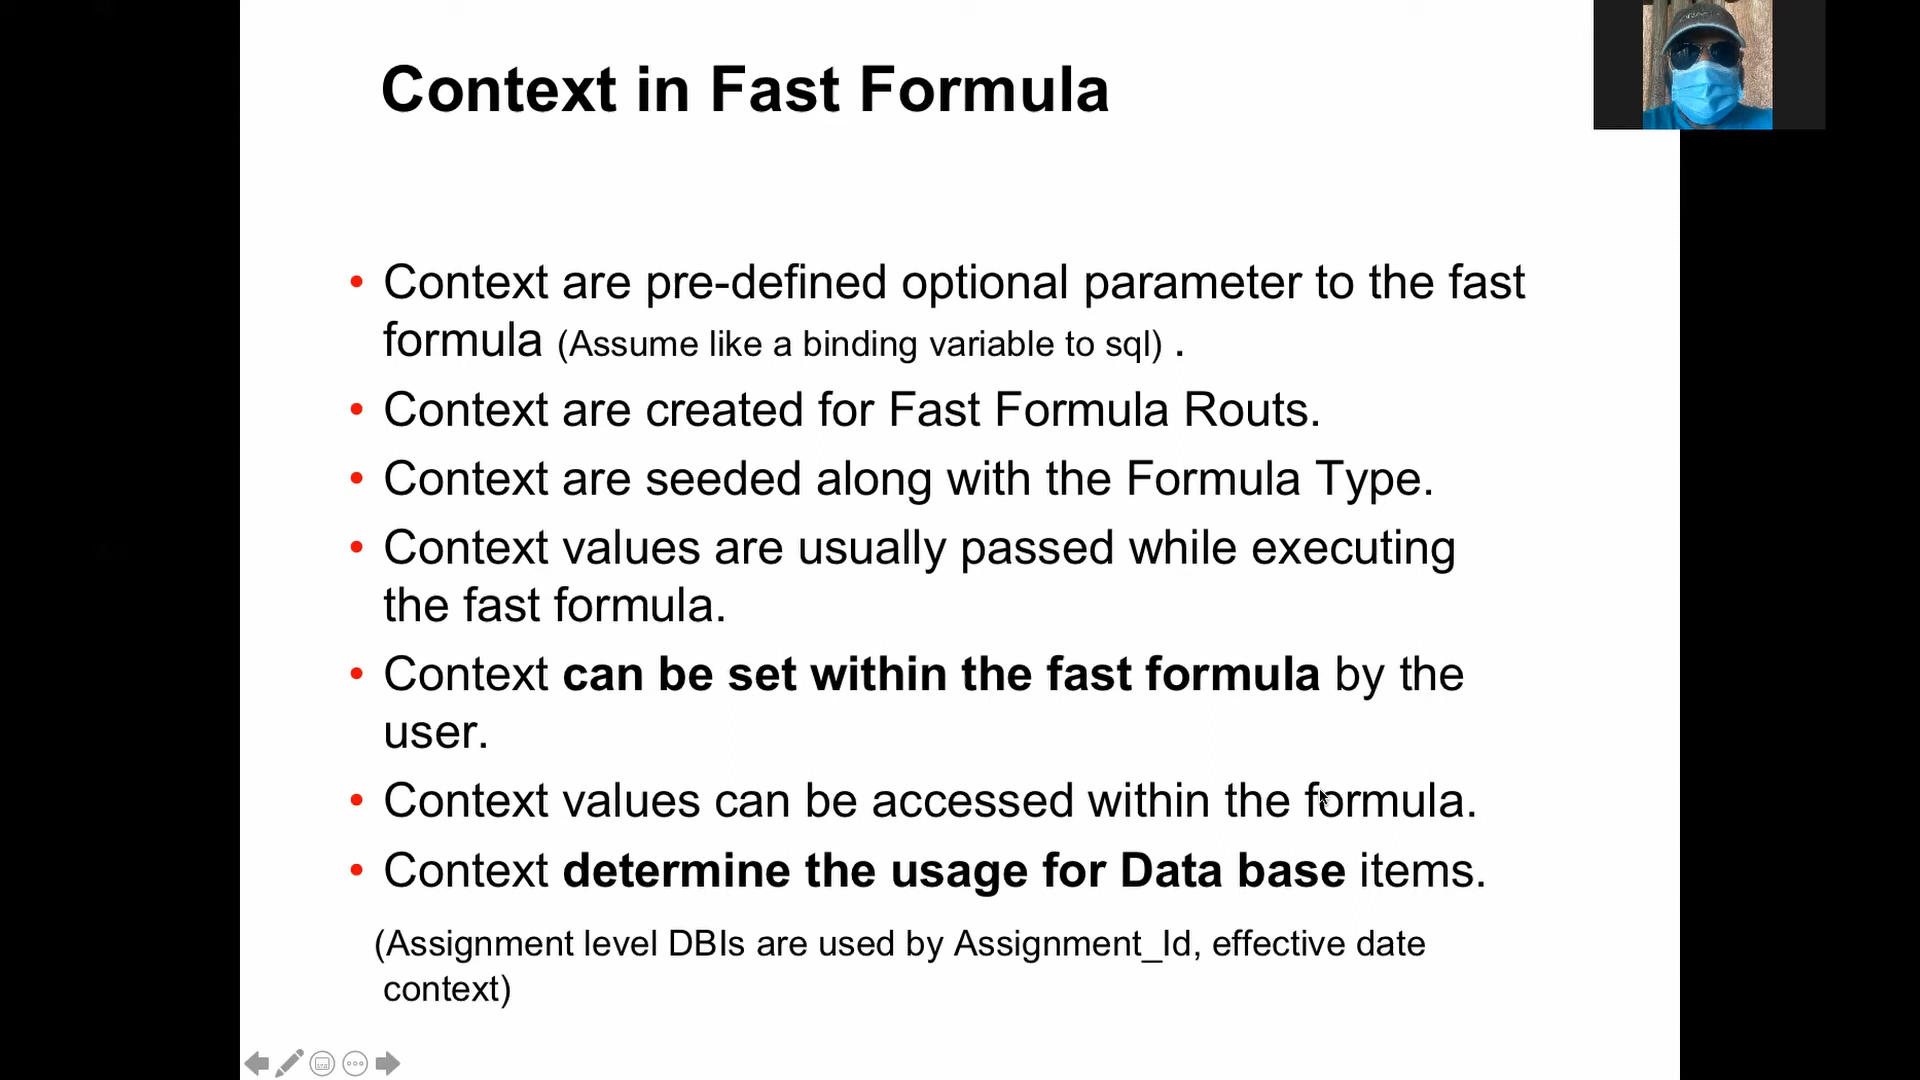 Context in Fast Formula
• Context are pre-defined optional parameter to the fast
formula (Assume like a binding variable to sql) .
• Context are created for Fast Formula Routs.
• Context are seeded along with the Formula Type.
• Context values are usually passed while executing
the fast formula.
• Context can be set within the fast formula by the
user.
• Context values can be accessed within the formula.
• Context determine the usage for Data base items.
(Assignment level DBIs are used by Assignment_Id, effective date
context)